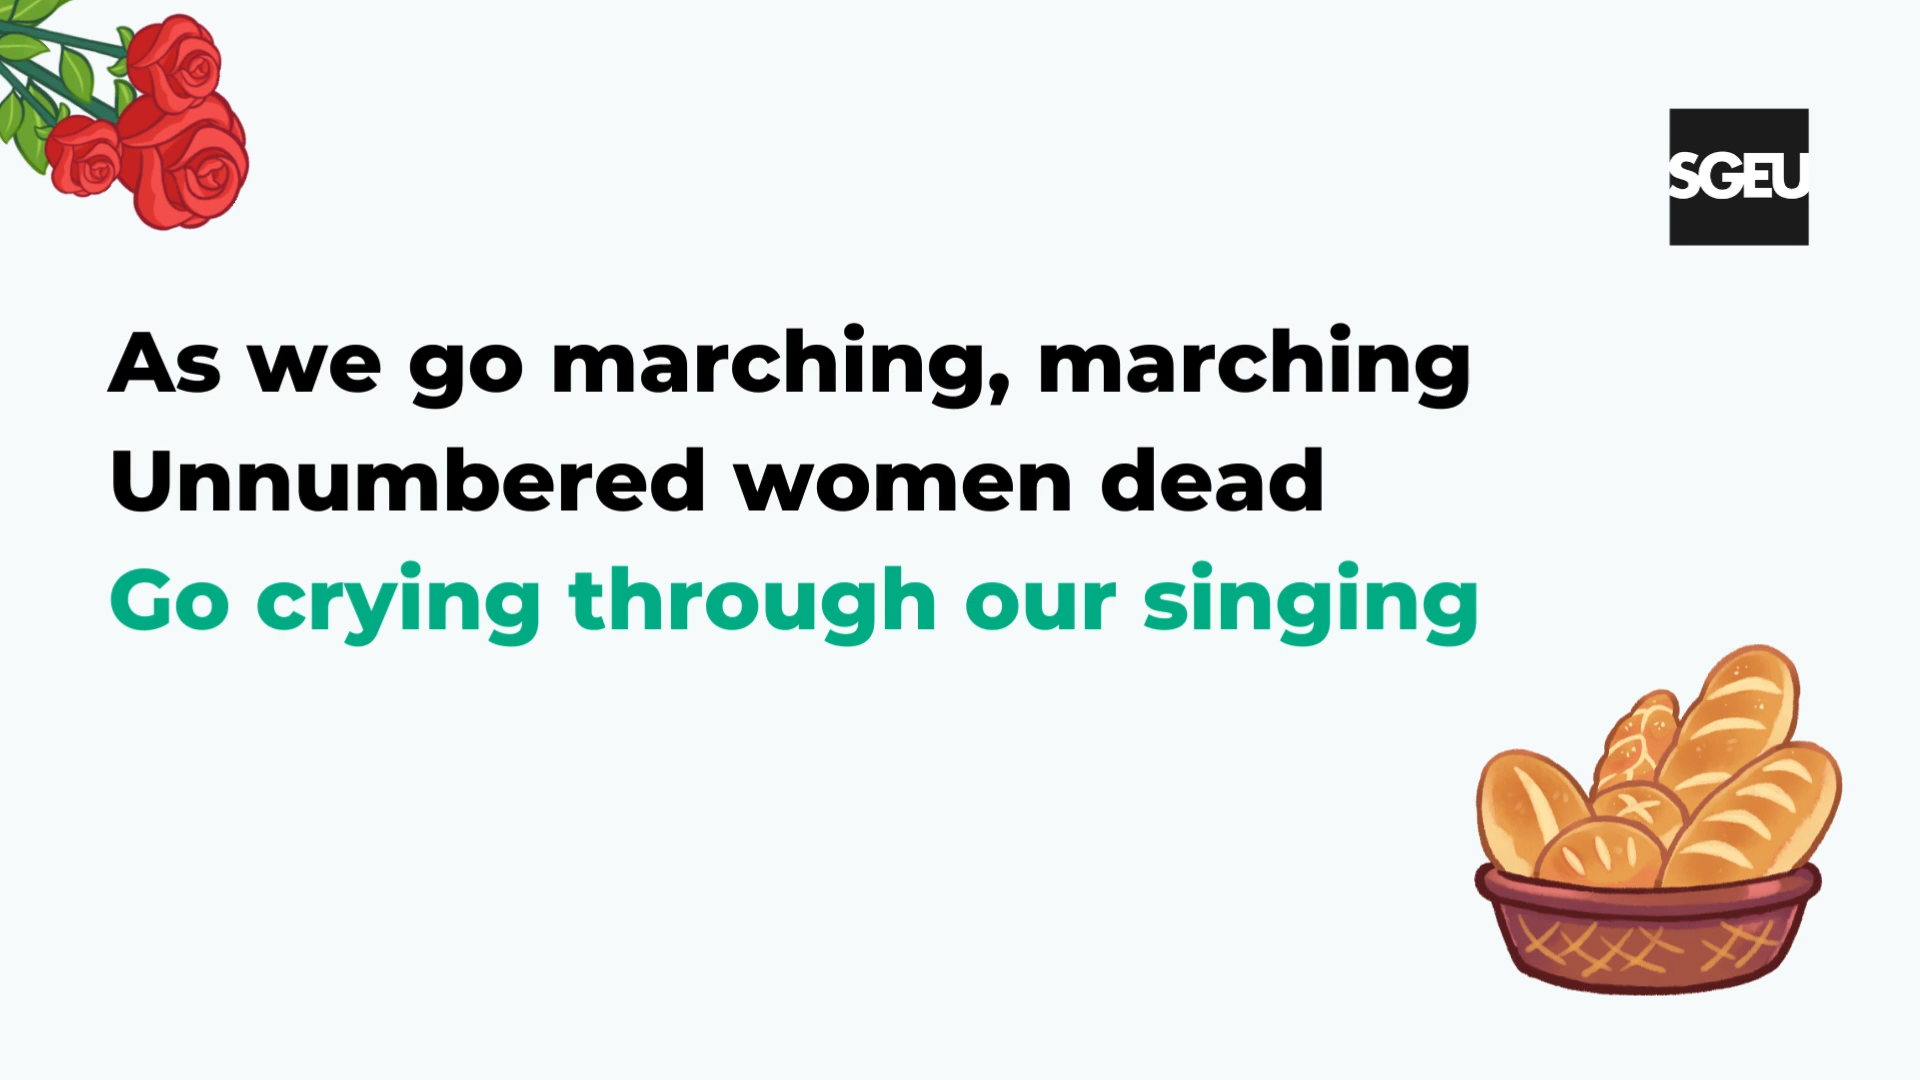 SGEU
As we go marching, marching
Unnumbered women dead
Go crying through our singing